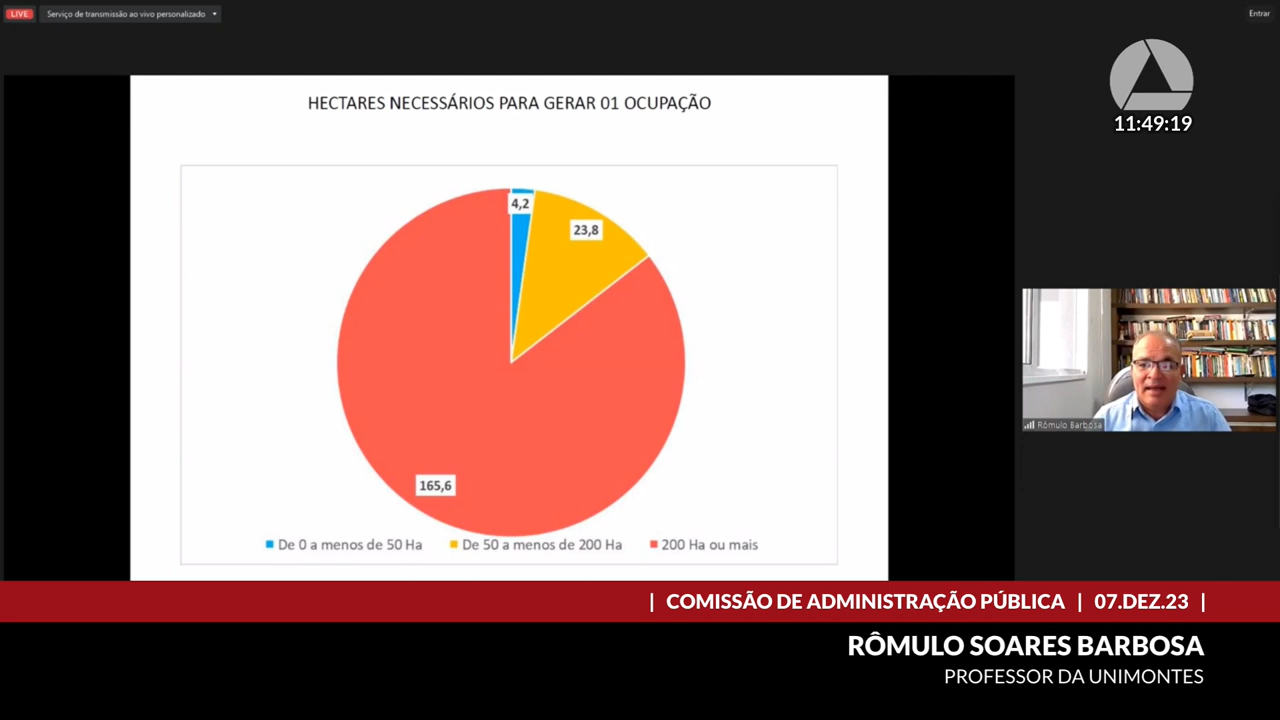 LIVE
Serviço de transmissão ao vivo personalizado
Entrar
11:49:19
HECTARES NECESSÁRIOS PARA GERAR 01 OCUPAÇÃO
4,2
23,8
165,6
De 0 a menos de 50 Ha
De 50 a menos de 200 Ha
200 Ha ou mais
Rômulo Barbosa
| COMISSÃO DE ADMINISTRAÇÃO PÚBLICA | 07.DEZ.23 |
RÔMULO SOARES BARBOSA
PROFESSOR DA UNIMONTES